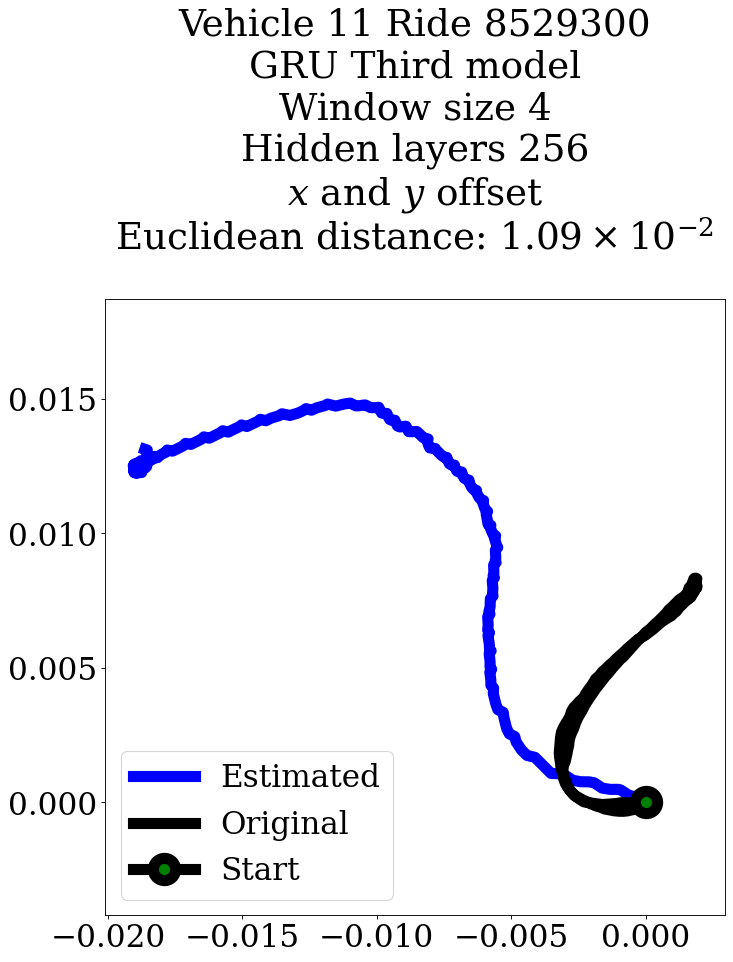 Vehicle 11 Ride 8529300
GRU Third model
Window size 4
Hidden layers 256
x and y offset
Euclidean distance: 1.09 × 10⁻²
0.015
0.010
0.005
0.000
Estimated
Original
Start
−0.020 −0.015 −0.010 −0.005 0.000